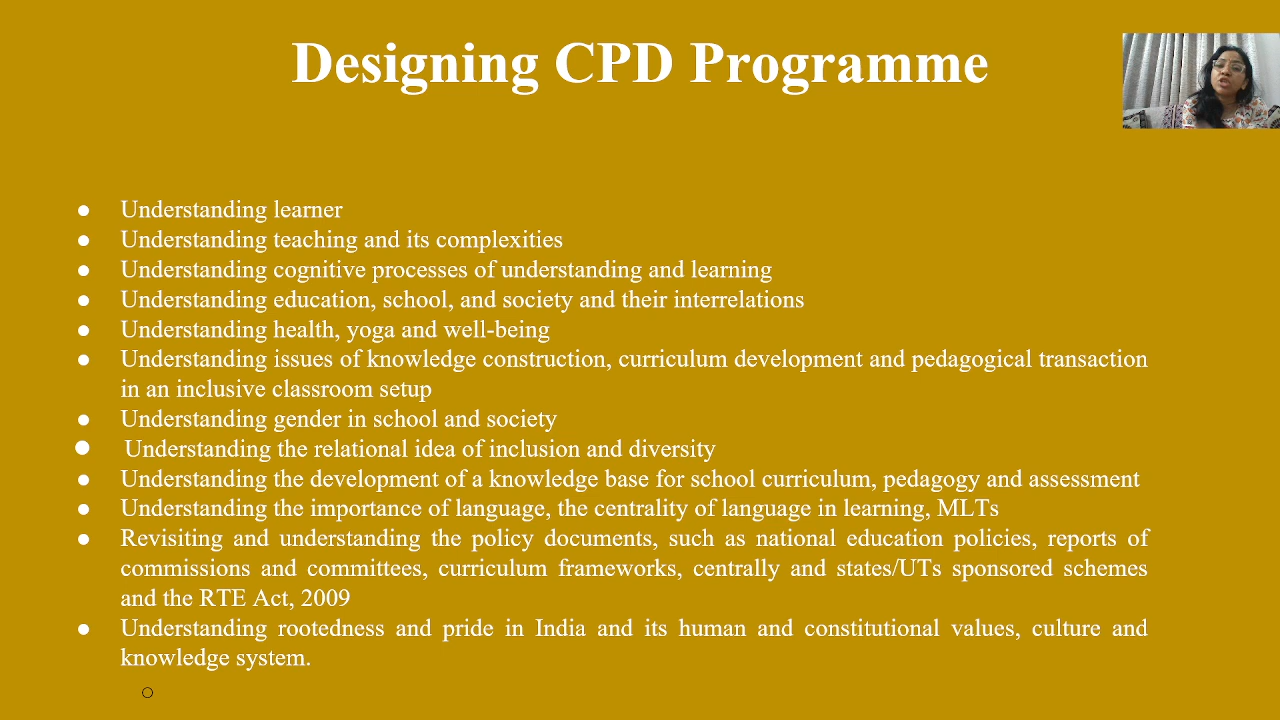 Designing CPD Programme
● Understanding learner
● Understanding teaching and its complexities
● Understanding cognitive processes of understanding and learning
● Understanding education, school, and society and their interrelations
● Understanding health, yoga and well-being
● Understanding issues of knowledge construction, curriculum development and pedagogical transaction
in an inclusive classroom setup
● Understanding gender in school and society
● Understanding the relational idea of inclusion and diversity
● Understanding the development of a knowledge base for school curriculum, pedagogy and assessment
● Understanding the importance of language, the centrality of language in learning, MLTs
● Revisiting and understanding the policy documents, such as national education policies, reports of
commissions and committees, curriculum frameworks, centrally and states/UTs sponsored schemes
and the RTE Act, 2009
● Understanding rootedness and pride in India and its human and constitutional values, culture and
knowledge system.